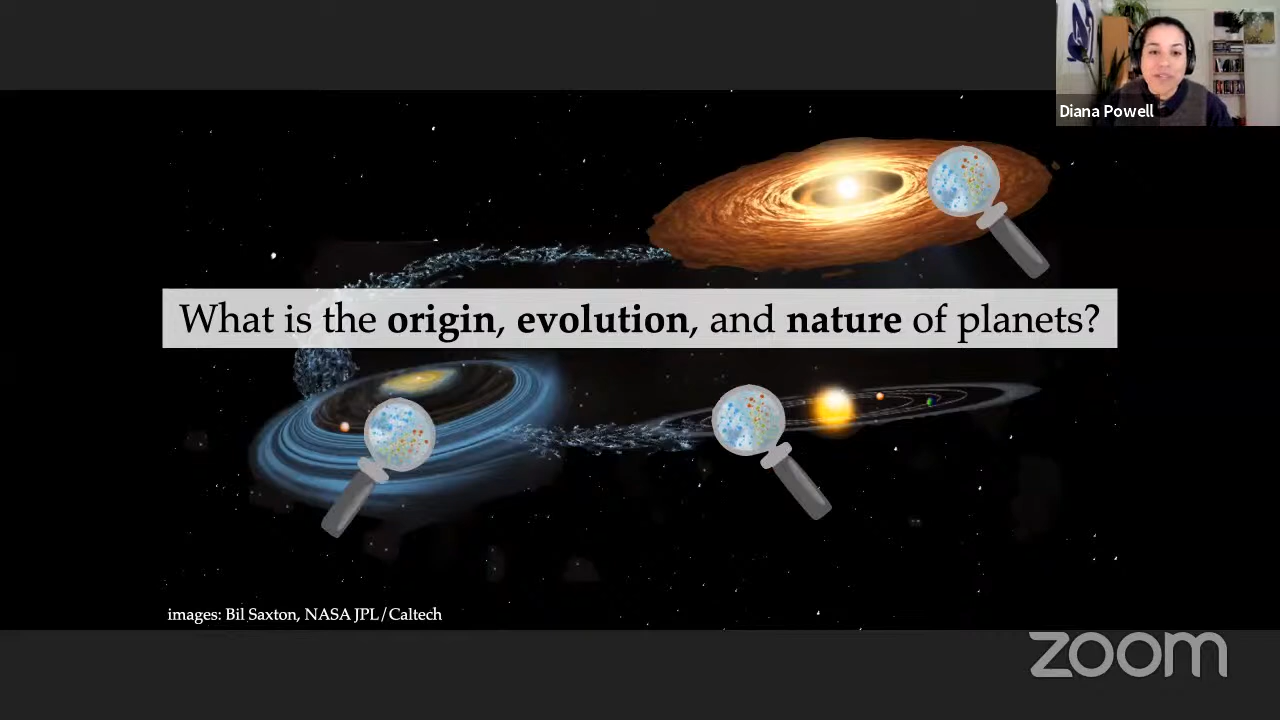 Diana Powell
What is the origin, evolution, and nature of planets?
images: Bil Saxton, NASA JPL/Caltech
zoom